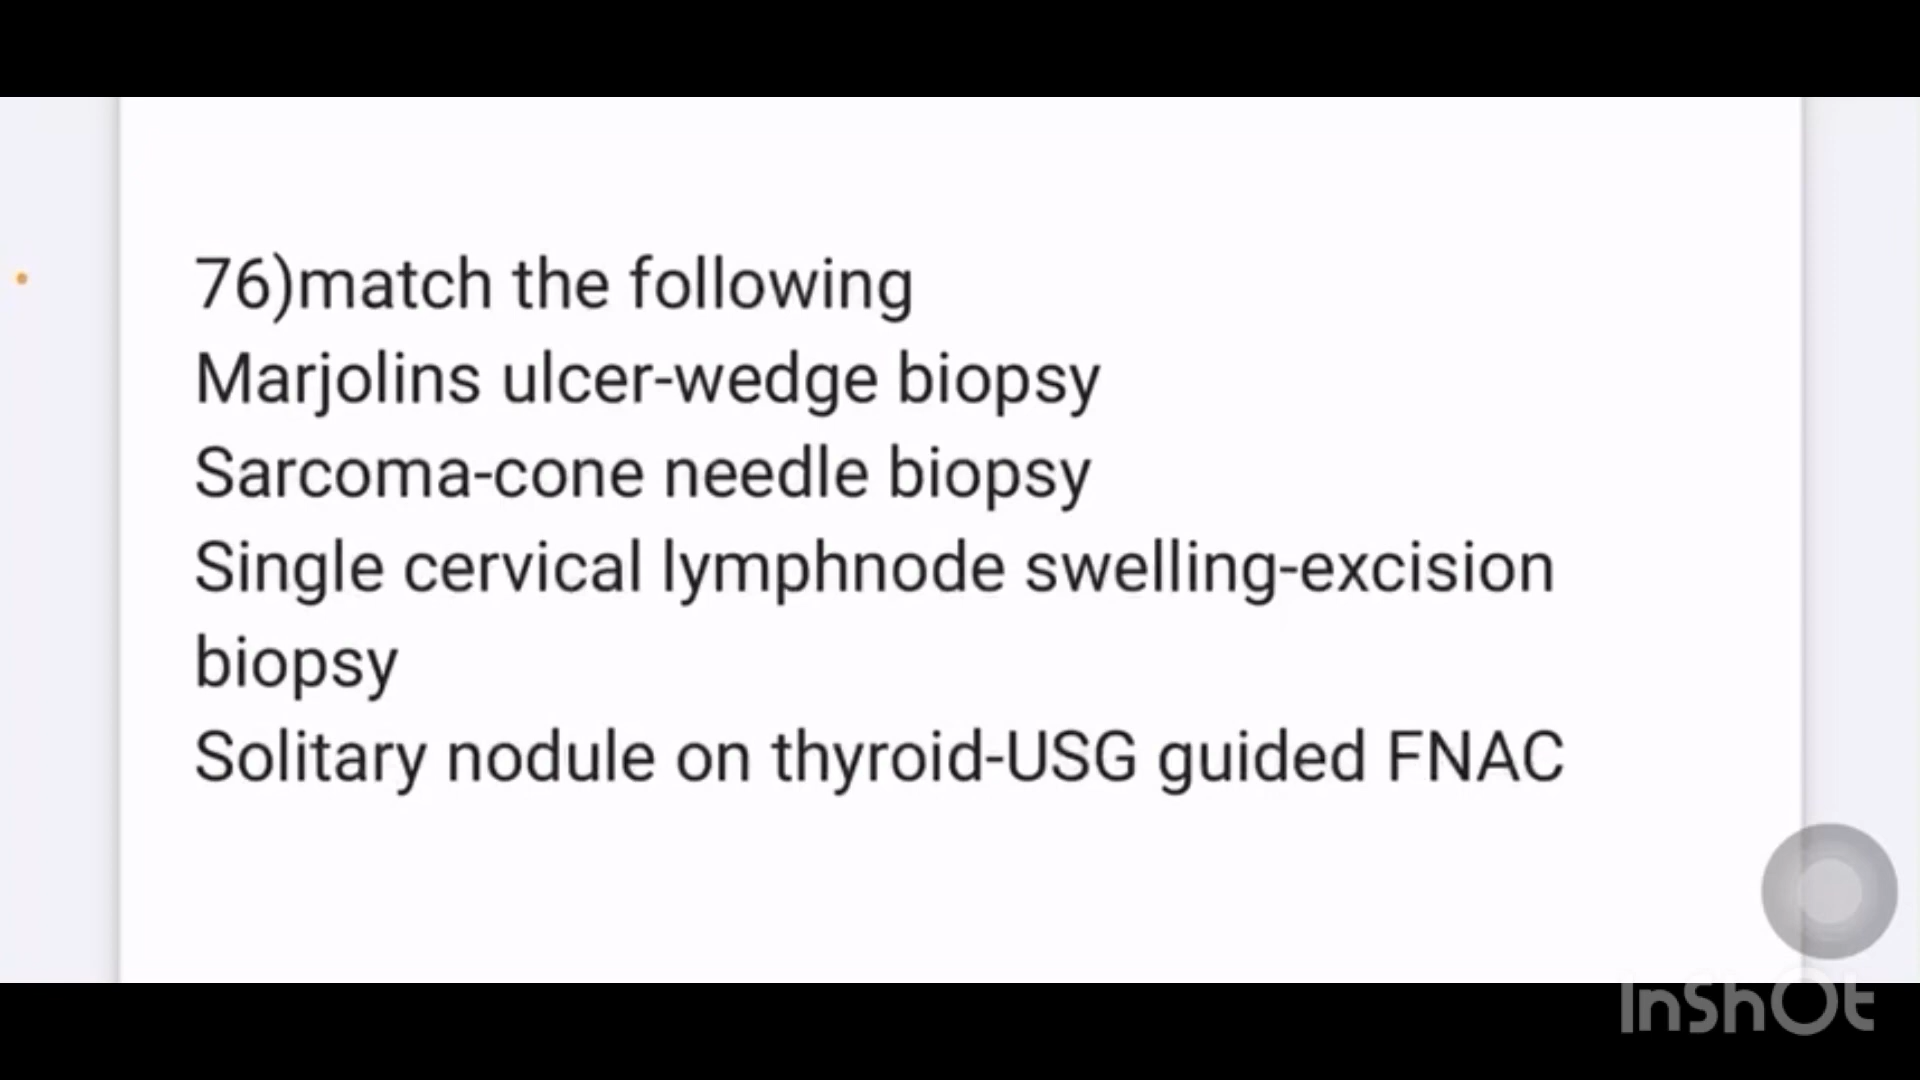 76)match the following
Marjolins ulcer-wedge biopsy
Sarcoma-cone needle biopsy
Single cervical lymphnode swelling-excision
biopsy
Solitary nodule on thyroid-USG guided FNAC
InShOt